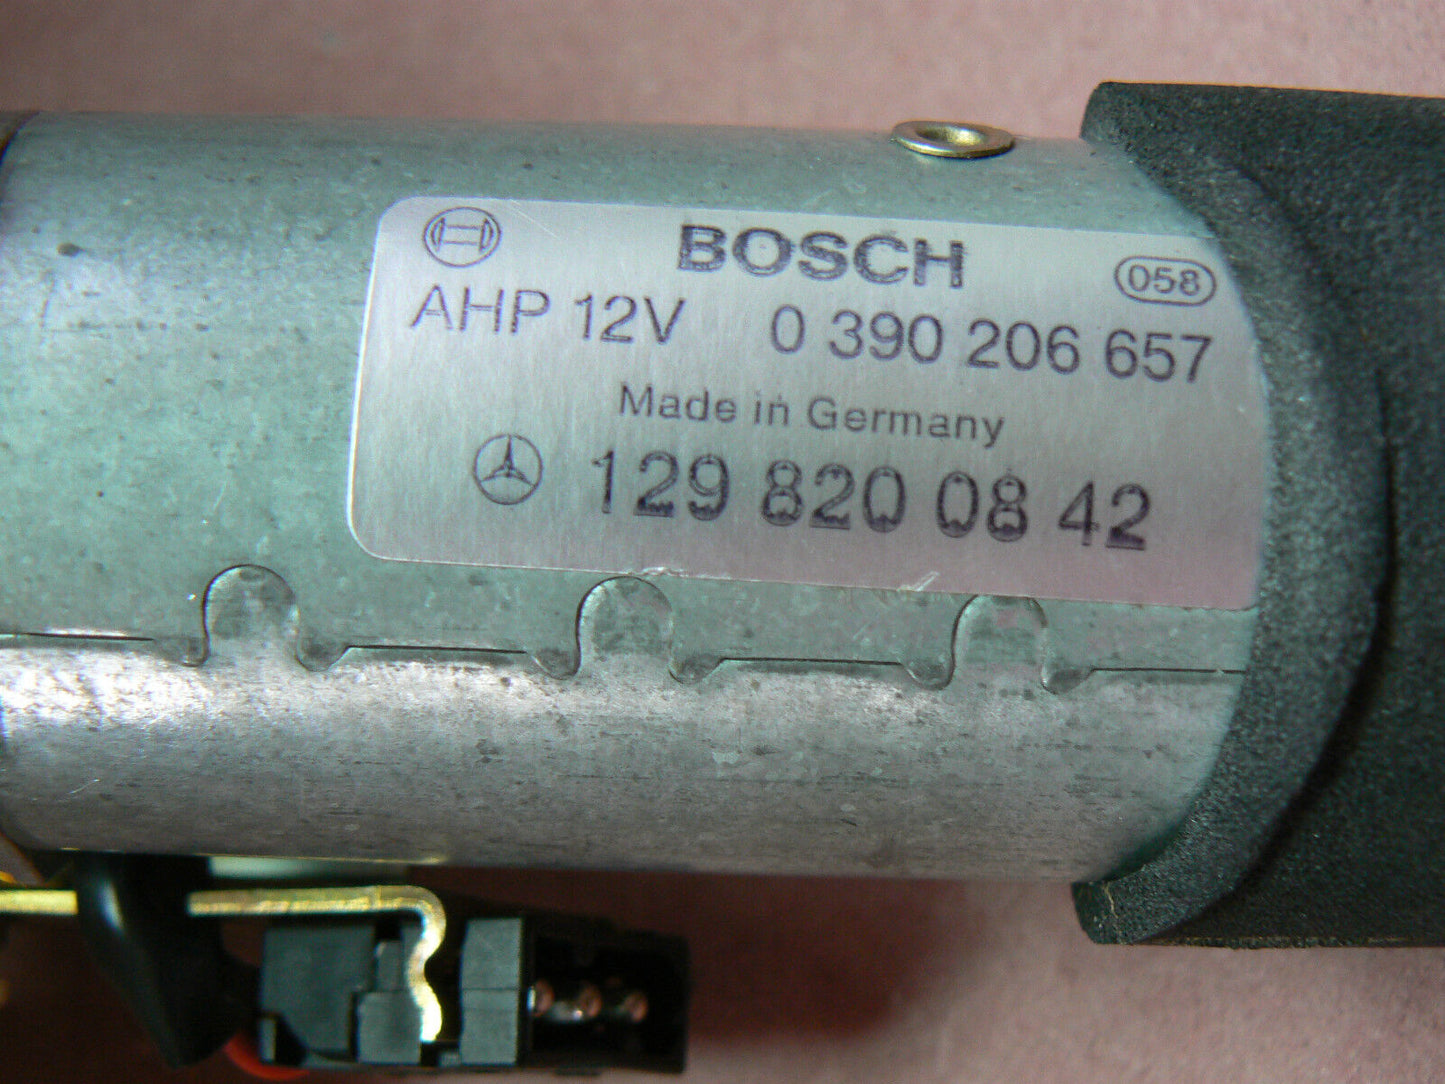 BOSCH
058
AHP 12V 0 390 206 657
Made in Germany
129 820 08 42